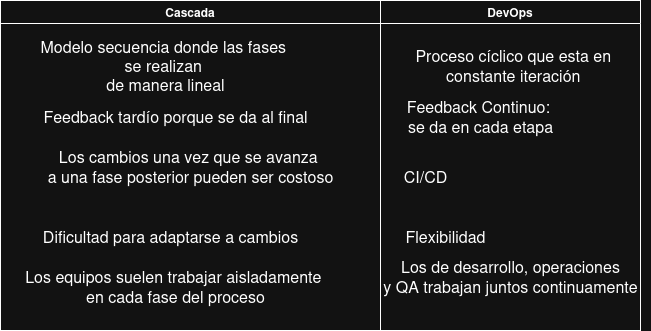 Cascada
DevOps
Modelo secuencia donde las fases
se realizan
de manera lineal
Proceso cíclico que esta en
constante iteración
Feedback tardío porque se da al final
Feedback Continuo:
se da en cada etapa
Los cambios una vez que se avanza
a una fase posterior pueden ser costoso
CI/CD
Dificultad para adaptarse a cambios
Flexibilidad
Los equipos suelen trabajar aisladamente
en cada fase del proceso
Los de desarrollo, operaciones
y QA trabajan juntos continuamente